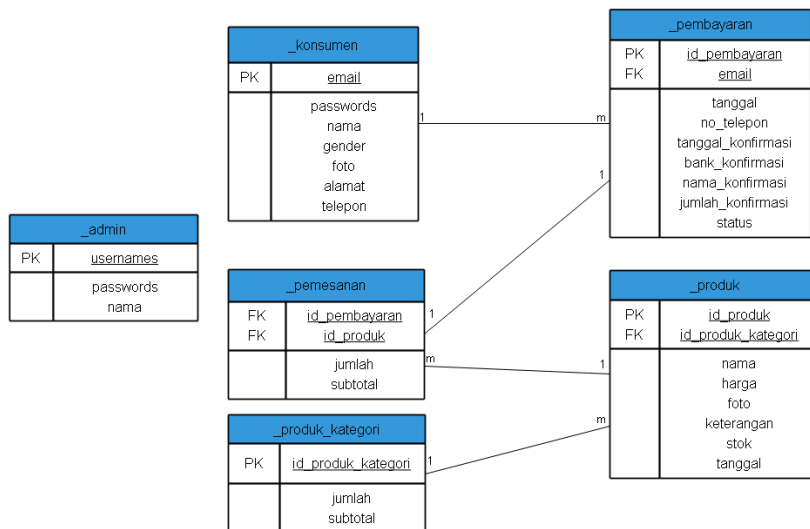 _konsumen
PK email
passwords
nama
gender
foto
alamat
telepon
_pembayaran
PK id_pembayaran
FK email
tanggal
no_telepon
tanggal_konfirmasi
bank_konfirmasi
nama_konfirmasi
jumlah_konfirmasi
status
1 m
1
_admin
PK usernames
passwords
nama
_pemesanan
FK id_pembayaran
FK id_produk
jumlah
subtotal
1
m 1
_produk
PK id_produk
FK id_produk_kategori
nama
harga
foto
keterangan
stok
tanggal
_produk_kategori
PK id_produk_kategori
jumlah
subtotal
1 m